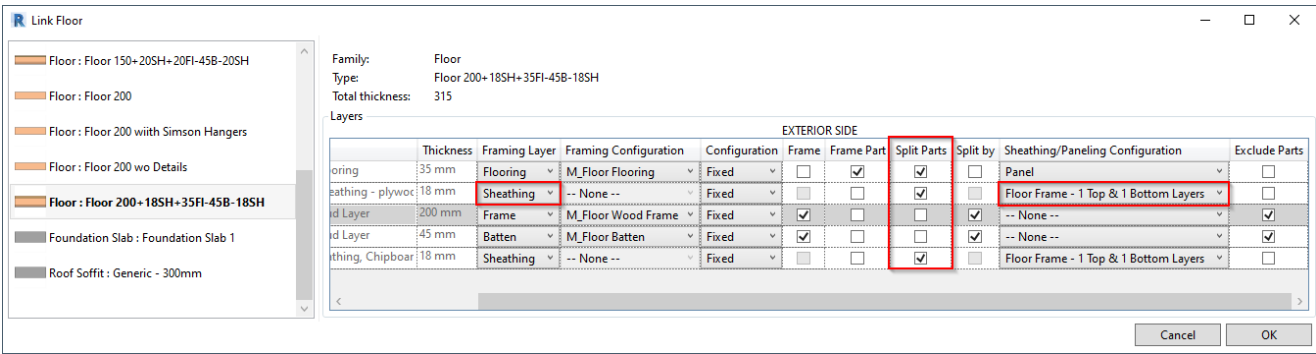 R Link Floor
Floor : Floor 150+20SH+20FI-45B-20SH
Floor : Floor 200
Floor : Floor 200 wiith Simson Hangers
Floor : Floor 200 wo Details
Floor : Floor 200+18SH+35FI-45B-18SH
Foundation Slab : Foundation Slab 1
Roof Soffit : Generic - 300mm
Family: Floor
Type: Floor 200+18SH+35FI-45B-18SH
Total thickness: 315
Layers
EXTERIOR SIDE
Thickness Framing Layer Framing Configuration Configuration Frame Frame Part Split Parts Split by Sheathing/Paneling Configuration Exclude Parts
oring 35 mm Flooring M_Floor Flooring Fixed Panel
eathing - plywoc 18 mm Sheathing -- None -- Fixed Floor Frame - 1 Top & 1 Bottom Layers
ıd Layer 200 mm Frame M_Floor Wood Frame Fixed -- None --
ıd Layer 45 mm Batten M_Floor Batten Fixed -- None --
ıthing, Chipboar 18 mm Sheathing -- None -- Fixed Floor Frame - 1 Top & 1 Bottom Layers
Cancel OK